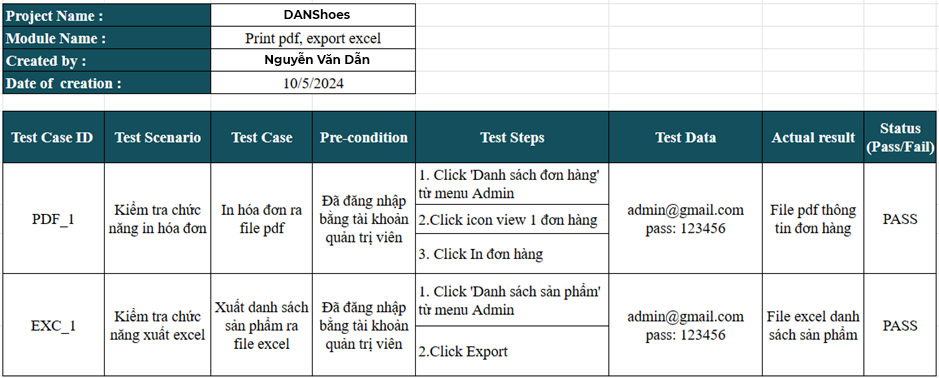 Project Name : DANShoes
Module Name : Print pdf, export excel
Created by : Nguyễn Văn Dẫn
Date of  creation : 10/5/2024
Test Case ID Test Scenario Test Case Pre-condition Test Steps Test Data Actual result Status
(Pass/Fail)
PDF_1
Kiểm tra chức
năng in hóa đơn
In hóa đơn ra
file pdf
Đã đăng nhập
bằng tài khoản
quản trị viên
1. Click 'Danh sách đơn hàng'
từ menu Admin
2.Click icon view 1 đơn hàng
3. Click In đơn hàng
admin@gmail.com
pass: 123456
File pdf thông
tin đơn hàng
PASS
EXC_1
Kiểm tra chức
năng xuất excel
Xuất danh sách
sản phẩm ra
file excel
Đã đăng nhập
bằng tài khoản
quản trị viên
1. Click 'Danh sách sản phẩm'
từ menu Admin
2.Click Export
admin@gmail.com
pass: 123456
File excel danh
sách sản phẩm
PASS